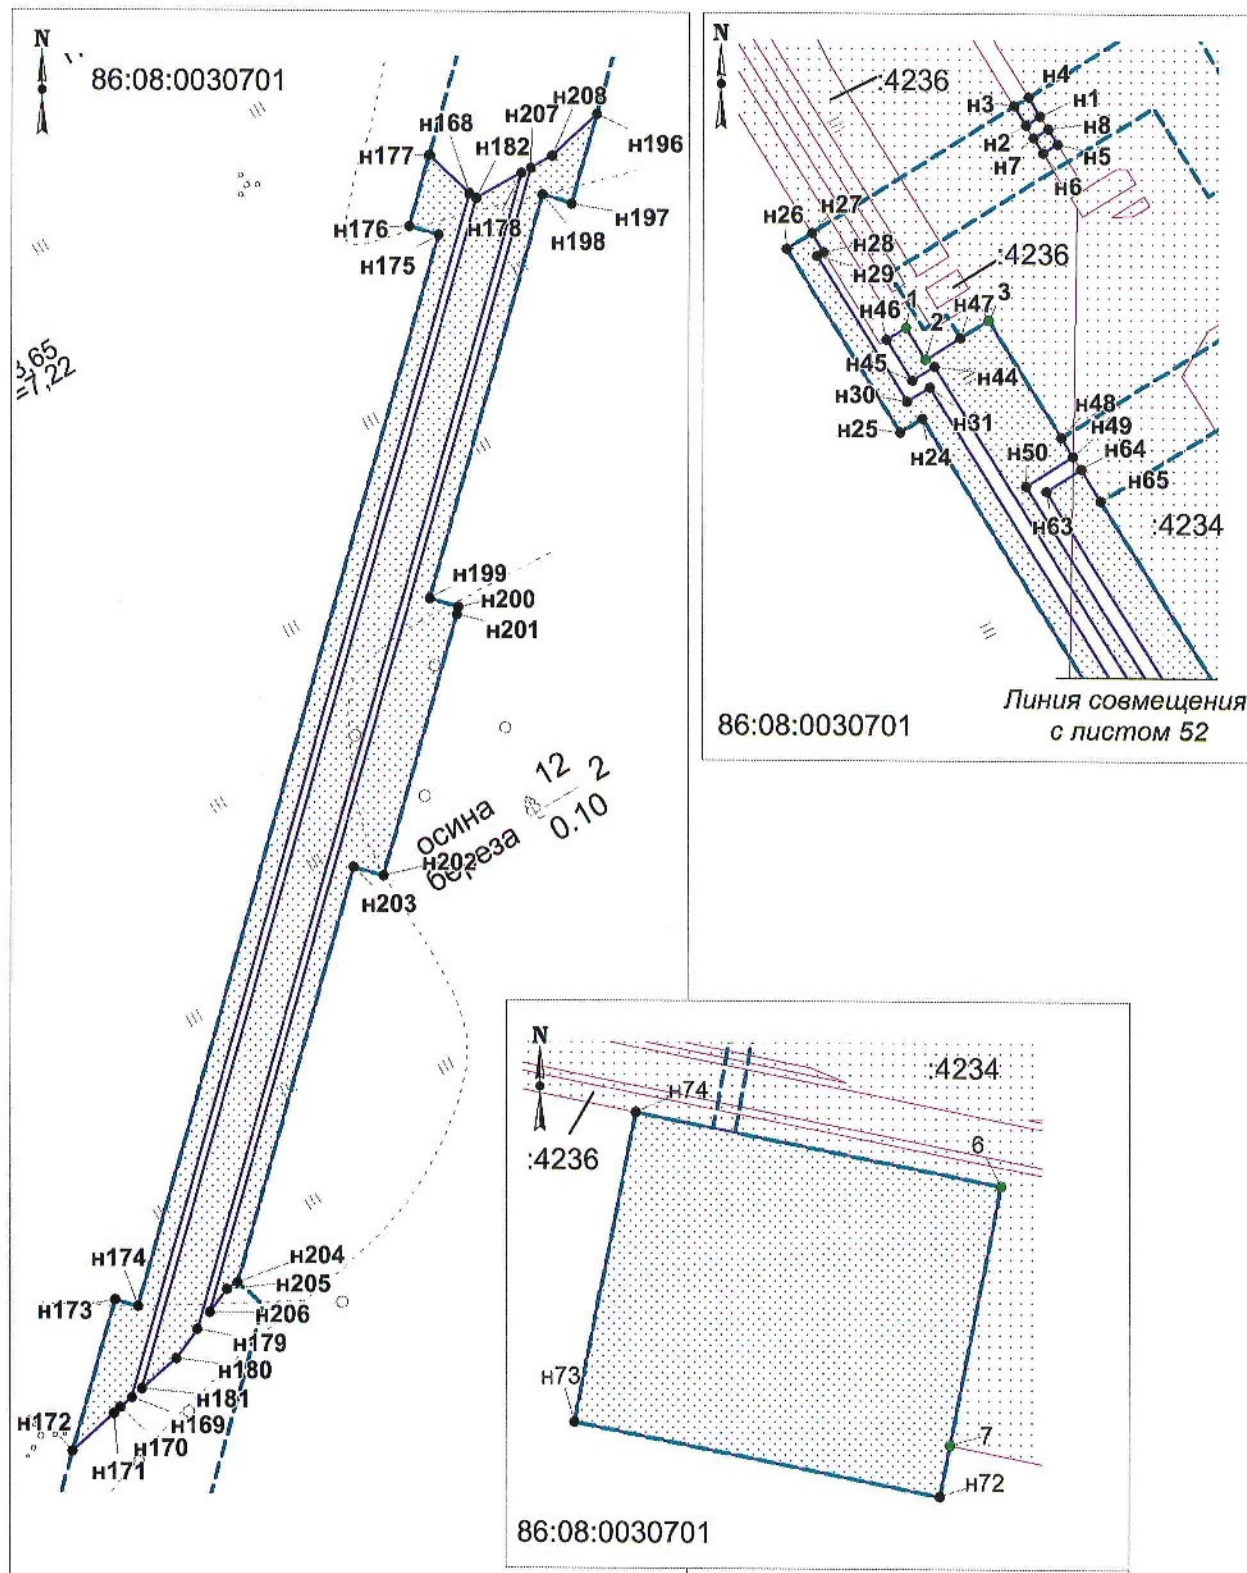 N
86:08:0030701
н208
н207
н168
н182
н196
н177
н178
н197
н176
н198
н175
3,65
=7,22
н199
н200
н201
осина
береза
12
2
0.10
н202
н203
н204
н174
н205
н173
н206
н179
н180
н181
н172
н169
н170
н171
N
:4236
н4
н3
н1
н2
н8
н7
н5
н6
н27
н26
н28
:4236
н29
1
3
н46
2
н47
н45
н44
н30
н31
н48
н25
н24
н49
н50
н64
н65
н63
:4234
86:08:0030701
Линия совмещения
с листом 52
N
:4234
н74
6
:4236
н73
7
н72
86:08:0030701